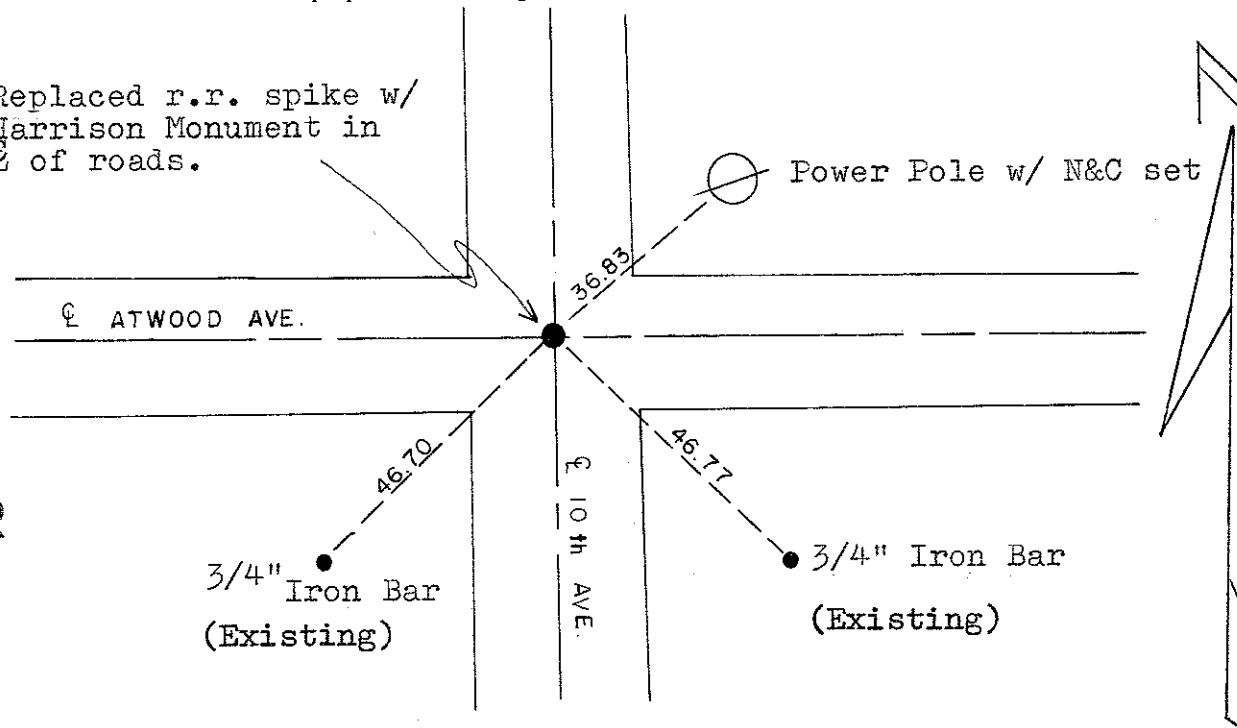 Replaced r.r. spike w/
Harrison Monument in
℄ of roads.
Power Pole w/ N&C set
36.83
℄ ATWOOD AVE.
46.70
46.77
℄ 10th AVE.
3/4" Iron Bar
(Existing)
3/4" Iron Bar
(Existing)